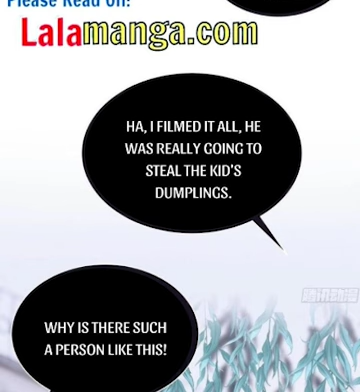 Please Read On:
Lalamanga.com
HA, I FILMED IT ALL, HE
WAS REALLY GOING TO
STEAL THE KID'S
DUMPLINGS.
WHY IS THERE SUCH
A PERSON LIKE THIS!